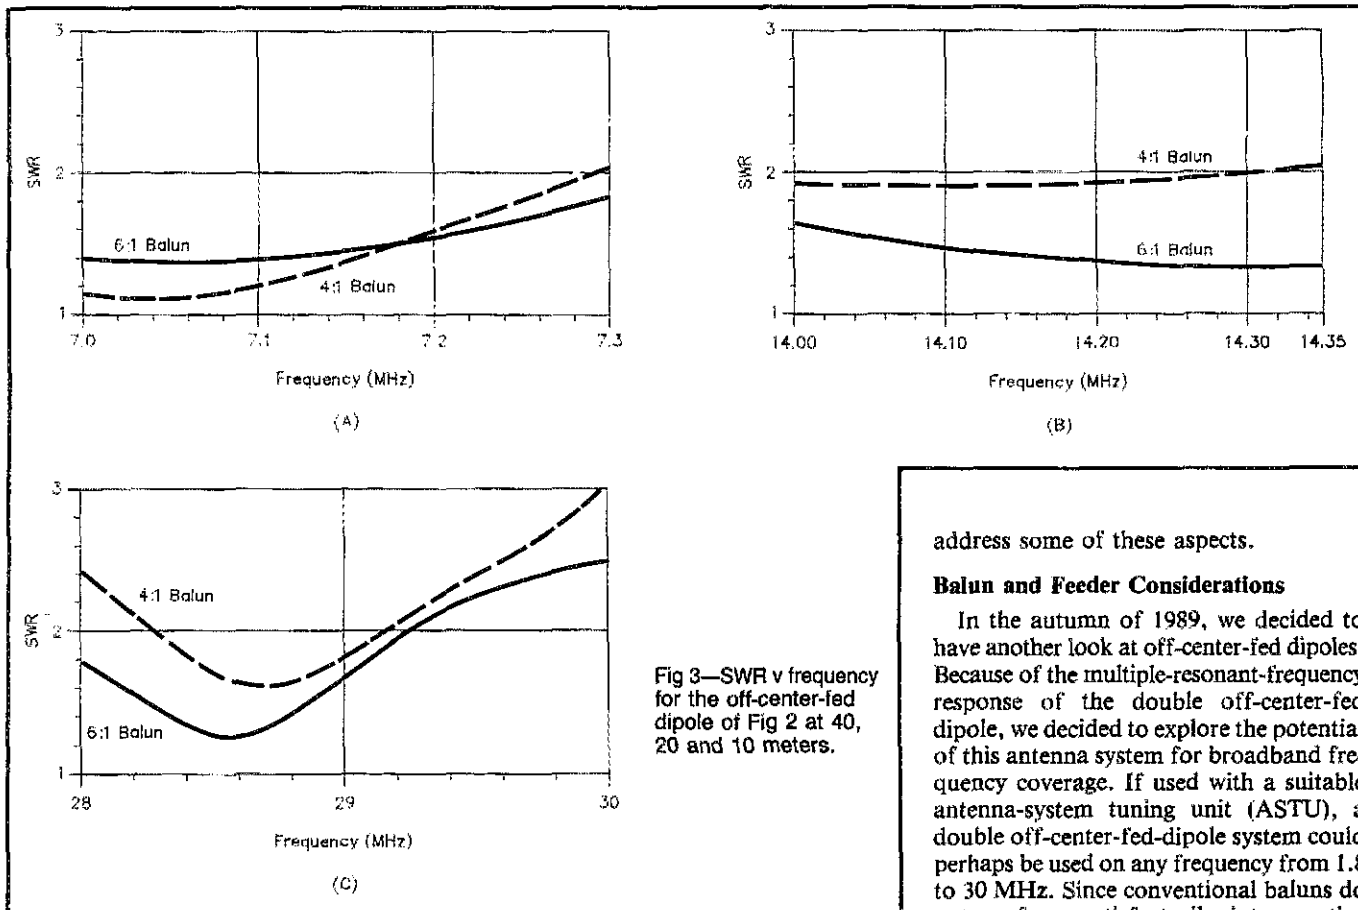 3
2
1
SWR
6:1 Balun
4:1 Balun
7.0
7.1
7.2
7.3
Frequency (MHz)
(A)
3
2
1
SWR
4:1 Balun
6:1 Balun
14.00
14.10
14.20
14.30
14.35
Frequency (MHz)
(B)
3
2
1
SWR
4:1 Balun
6:1 Balun
28
29
30
Frequency (MHz)
(C)
Fig 3—SWR v frequency
for the off-center-fed
dipole of Fig 2 at 40,
20 and 10 meters.
address some of these aspects.
Balun and Feeder Considerations
In the autumn of 1989, we decided to
have another look at off-center-fed dipoles
Because of the multiple-resonant-frequency
response of the double off-center-fed
dipole, we decided to explore the potential
of this antenna system for broadband fre
quency coverage. If used with a suitable
antenna-system tuning unit (ASTU), a
double off-center-fed-dipole system could
perhaps be used on any frequency from 1.8
to 30 MHz. Since conventional baluns do